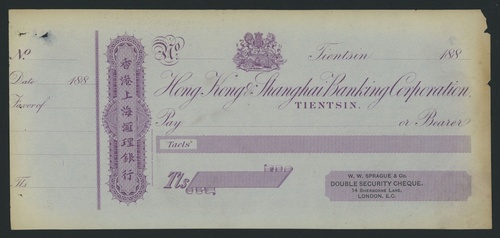 Nº
Date 188
Favor of
Tls
香港上海滙理銀行
Nº
Tientsin 188
Hong Kong & Shanghai Banking Corporation.
TIENTSIN.
Pay or Bearer
Taels
Tls
W. W. SPRAGUE & Co.
DOUBLE SECURITY CHEQUE.
14 SHERBORNE LANE,
LONDON, E.C.